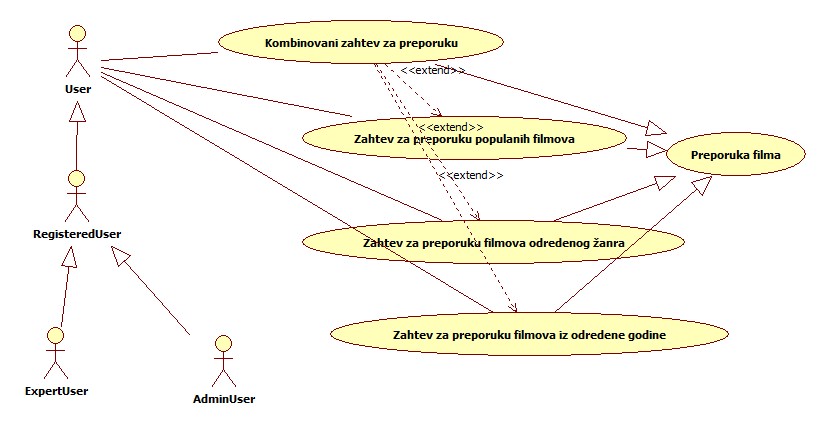 User
Kombinovani zahtev za preporuku
<<extend>>
<<extend>>
Zahtev za preporuku populanih filmova
Preporuka filma
<<extend>>
RegisteredUser
Zahtev za preporuku filmova odredenog žanra
Zahtev za preporuku filmova iz odredene godine
ExpertUser
AdminUser